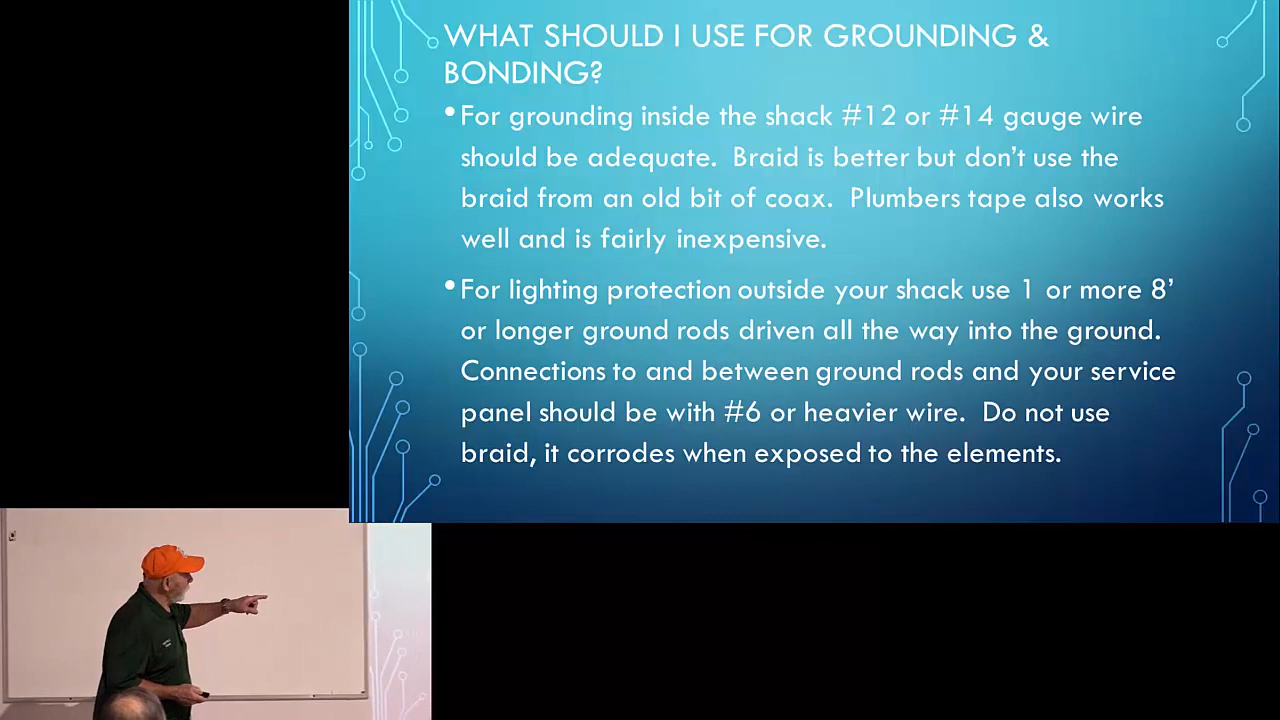 WHAT SHOULD I USE FOR GROUNDING &
BONDING?
•For grounding inside the shack #12 or #14 gauge wire
should be adequate.  Braid is better but don’t use the
braid from an old bit of coax.  Plumbers tape also works
well and is fairly inexpensive.
•For lighting protection outside your shack use 1 or more 8’
or longer ground rods driven all the way into the ground.
Connections to and between ground rods and your service
panel should be with #6 or heavier wire.  Do not use
braid, it corrodes when exposed to the elements.